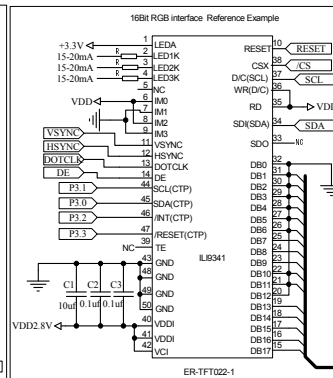 16Bit RGB interface Reference Example
+3.3V 1 LEDA
15-20mA R 2 LED1K
15-20mA R 3 LED2K
15-20mA R 4 LED3K
5 NC
VDD 6 IM0
7 IM1
8 IM2
9 IM3
VSYNC 11 VSYNC
HSYNC 12 HSYNC
DOTCLK 13 DOTCLK
DE 14 DE
P3.1 44 SCL(CTP)
P3.0 45 SDA(CTP)
P3.2 46 /INT(CTP)
P3.3 47 /RESET(CTP)
NC 39 TE
43 GND
48 GND
49 GND
50 GND
C1 C2 C3
10uf 0.1uf 0.1uf
VDD2.8V 40 VDDI
41 VDDI
42 VCI
ILI9341
RESET 10 RESET
CSX 38 /CS
D/C(SCL) 37 SCL
WR(D/C) 36
RD 35 VDD
SDI(SDA) 34 SDA
SDO 33 NC
DB0 32
DB1 31
DB2 30
DB3 29
DB4 28
DB5 27
DB6 26
DB7 25
DB8 24
DB9 23
DB10 22
DB11 21
DB12 20
DB13 19
DB14 18
DB15 17
DB16 16
DB17 15
ER-TFT022-1